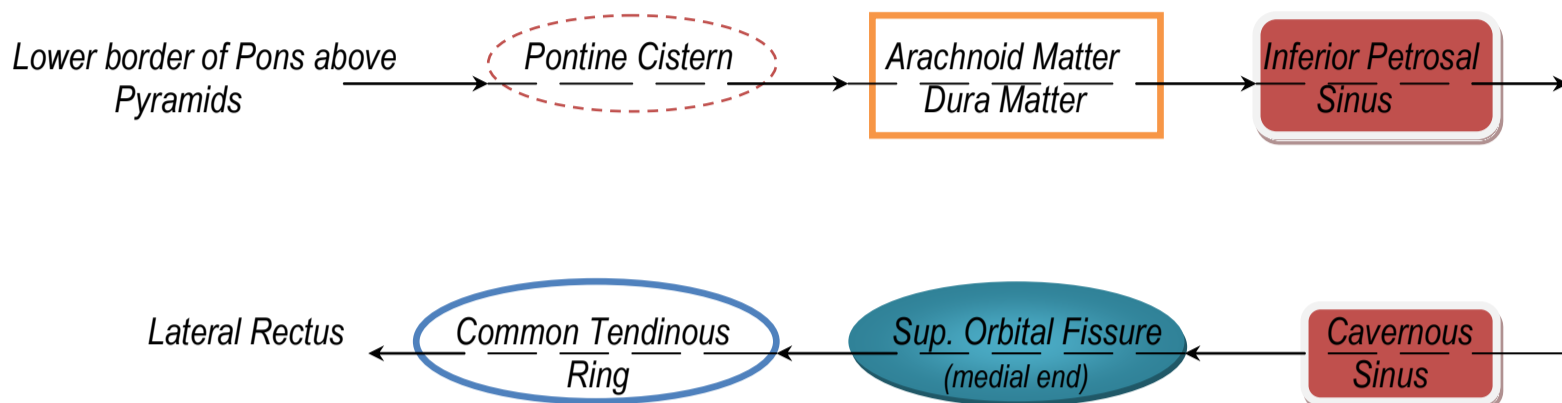 Lower border of Pons above
Pyramids
Pontine Cistern
Arachnoid Matter
Dura Matter
Inferior Petrosal
Sinus
Lateral Rectus
Common Tendinous
Ring
Sup. Orbital Fissure
(medial end)
Cavernous
Sinus